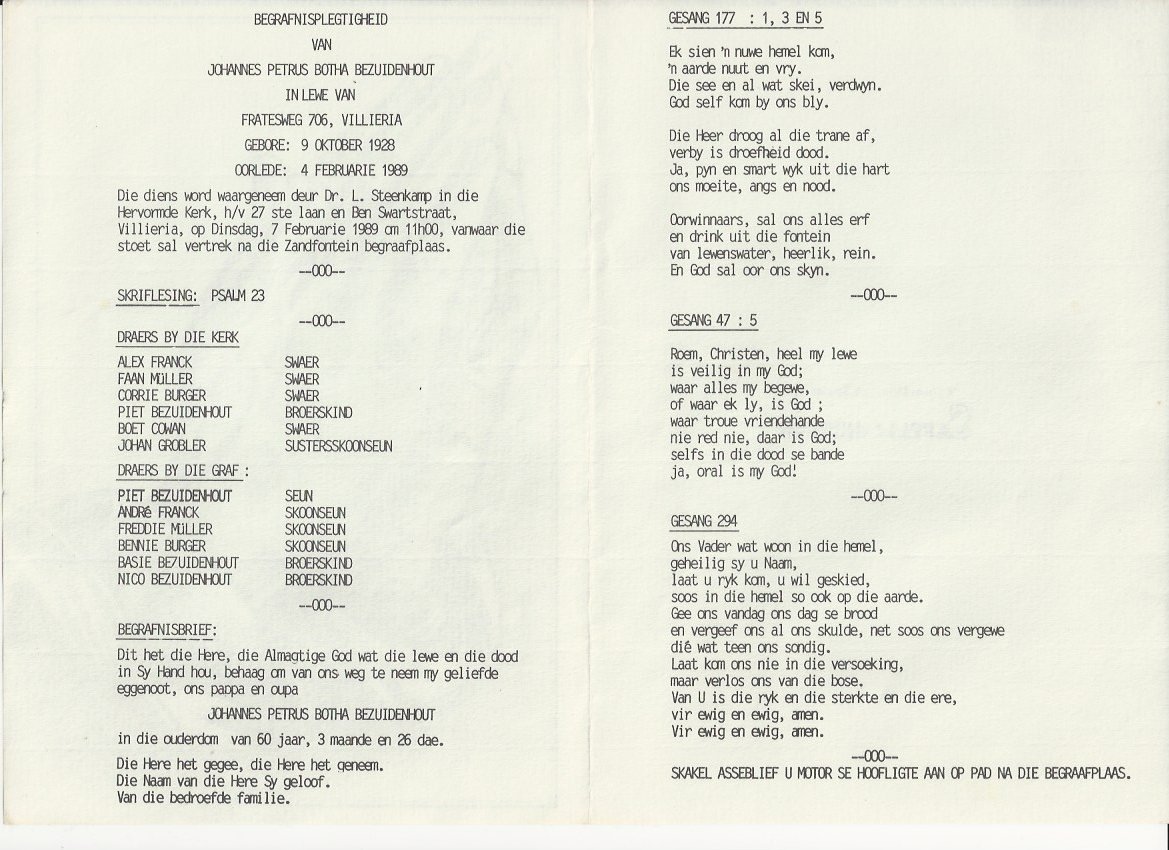 BEGRAFNISPLEGTIGHEID
VAN
JOHANNES PETRUS BOTHA BEZUIDENHOUT
IN LEWE VAN
FRATESWEG 706, VILLIERIA
GEBORE: 9 OKTOBER 1928
OORLEDE: 4 FEBRUARIE 1989
Die diens word waargeneem deur Dr. L. Steenkamp in die
Hervormde Kerk, h/v 27 ste laan en Ben Swartstraat,
Villieria, op Dinsdag, 7 Februarie 1989 om 11h00, vanwaar die
stoet sal vertrek na die Zandfontein begraafplaas.
--ooo--
SKRIFLESING: PSALM 23
--ooo--
DRAERS BY DIE KERK
ALEX FRANCK SWAER
FAAN MüLLER SWAER
CORRIE BURGER SWAER
PIET BEZUIDENHOUT BROERSKIND
BOET COWAN SWAER
JOHAN GROBLER SUSTERSSKOONSEUN
DRAERS BY DIE GRAF :
PIET BEZUIDENHOUT SEUN
ANDRé FRANCK SKOONSEUN
FREDDIE MüLLER SKOONSEUN
BENNIE BURGER SKOONSEUN
BASIE BEZUIDENHOUT BROERSKIND
NICO BEZUIDENHOUT BROERSKIND
--ooo--
BEGRAFNISBRIEF:
Dit het die Here, die Almagtige God wat die lewe en die dood
in Sy Hand hou, behaag om van ons weg te neem my geliefde
eggenoot, ons pappa en oupa
JOHANNES PETRUS BOTHA BEZUIDENHOUT
in die ouderdom van 60 jaar, 3 maande en 26 dae.
Die Here het gegee, die Here het geneem.
Die Naam van die Here Sy geloof.
Van die bedroefde familie.
GESANG 177 : 1, 3 EN 5
Ek sien 'n nuwe hemel kom,
'n aarde nuut en vry.
Die see en al wat skei, verdwyn.
God self kom by ons bly.
Die Heer droog al die trane af,
verby is droefheid dood.
Ja, pyn en smart wyk uit die hart
ons moeite, angs en nood.
Oorwinnaars, sal ons alles erf
en drink uit die fontein
van lewenswater, heerlik, rein.
En God sal oor ons skyn.
--ooo--
GESANG 47 : 5
Roem, Christen, heel my lewe
is veilig in my God;
waar alles my begewe,
of waar ek ly, is God ;
waar troue vriendehande
nie red nie, daar is God;
selfs in die dood se bande
ja, oral is my God!
--ooo--
GESANG 294
Ons Vader wat woon in die hemel,
geheilig sy u Naam,
laat u ryk kom, u wil geskied,
soos in die hemel so ook op die aarde.
Gee ons vandag ons dag se brood
en vergeef ons al ons skulde, net soos ons vergewe
dié wat teen ons sondig.
Laat kom ons nie in die versoeking,
maar verlos ons van die bose.
Van U is die ryk en die sterkte en die ere,
vir ewig en ewig, amen.
Vir ewig en ewig, amen.
--ooo--
SKAKEL ASSEBLIEF U MOTOR SE HOOFLIGTE AAN OP PAD NA DIE BEGRAAFPLAAS.